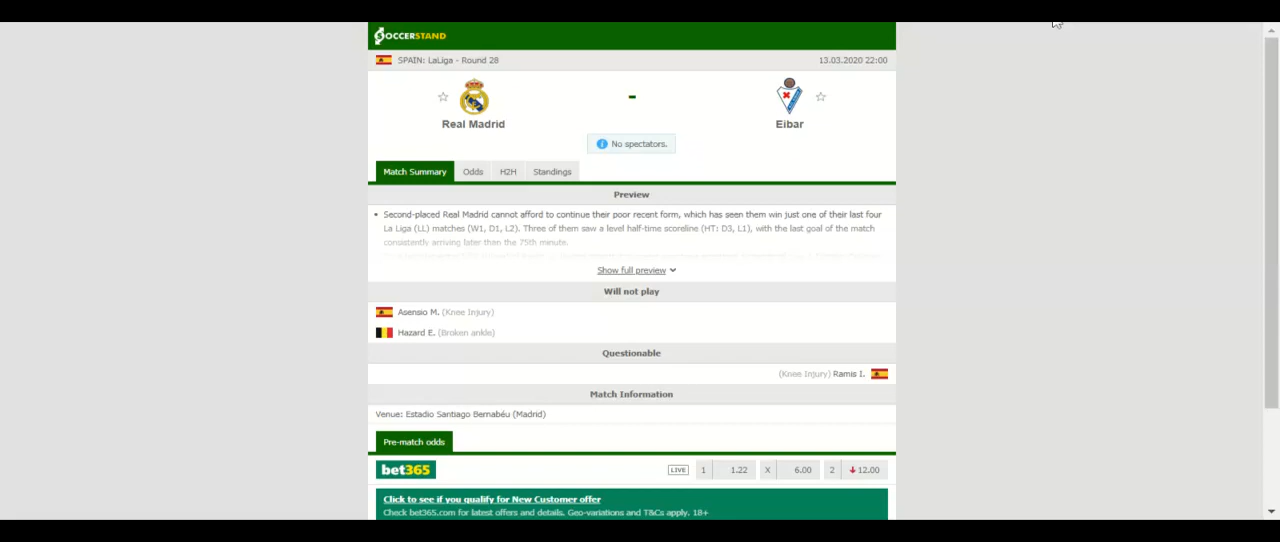 SOCCERSTAND
SPAIN: LaLiga - Round 28 13.03.2020 22:00
-
Real Madrid Eibar
No spectators.
Match Summary Odds H2H Standings
Preview
Second-placed Real Madrid cannot afford to continue their poor recent form, which has seen them win just one of their last four
La Liga (LL) matches (W1, D1, L2). Three of them saw a level half-time scoreline (HT: D3, L1), with the last goal of the match
consistently arriving later than the 75th minute.
Show full preview
Will not play
Asensio M. (Knee Injury)
Hazard E. (Broken ankle)
Questionable
(Knee Injury) Ramis I.
Match Information
Venue: Estadio Santiago Bernabéu (Madrid)
Pre-match odds
bet365 LIVE 1 1.22 X 6.00 2 12.00
Click to see if you qualify for New Customer offer
Check bet365.com for latest offers and details. Geo-variations and T&Cs apply. 18+